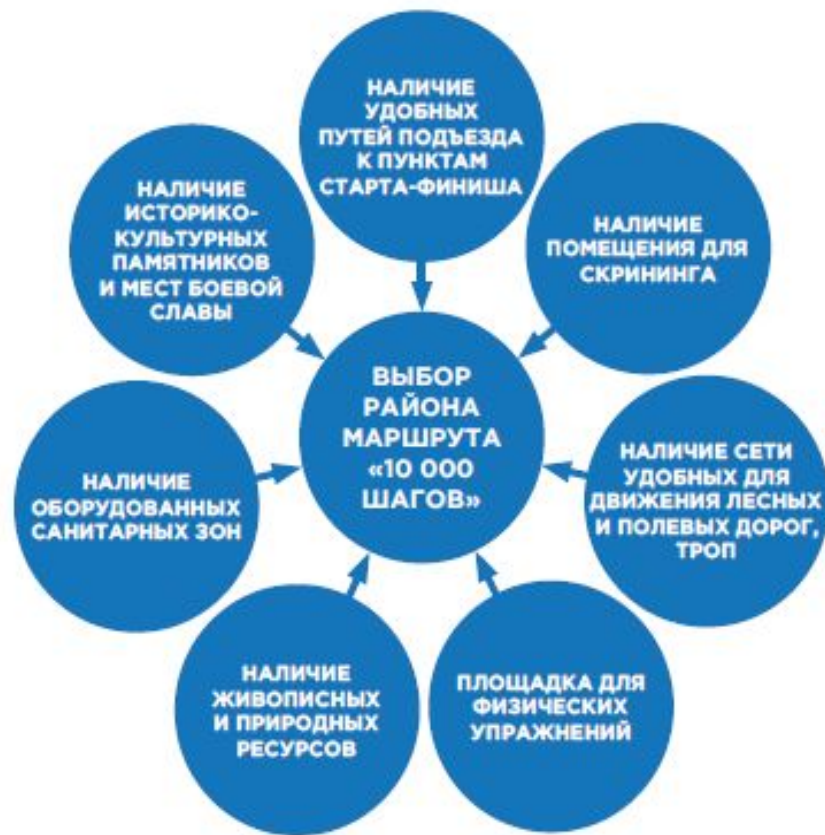 НАЛИЧИЕ
УДОБНЫХ
ПУТЕЙ ПОДЪЕЗДА
К ПУНКТАМ
СТАРТА-ФИНИША
НАЛИЧИЕ
ПОМЕЩЕНИЯ ДЛЯ
СКРИНИНГА
НАЛИЧИЕ СЕТИ
УДОБНЫХ ДЛЯ
ДВИЖЕНИЯ ЛЕСНЫХ
И ПОЛЕВЫХ ДОРОГ,
ТРОП
ПЛОЩАДКА ДЛЯ
ФИЗИЧЕСКИХ
УПРАЖНЕНИЙ
НАЛИЧИЕ
ЖИВОПИСНЫХ
И ПРИРОДНЫХ
РЕСУРСОВ
НАЛИЧИЕ
ОБОРУДОВАННЫХ
САНИТАРНЫХ ЗОН
НАЛИЧИЕ
ИСТОРИКО-
КУЛЬТУРНЫХ
ПАМЯТНИКОВ
И МЕСТ БОЕВОЙ
СЛАВЫ
ВЫБОР
РАЙОНА
МАРШРУТА
«10 000
ШАГОВ»